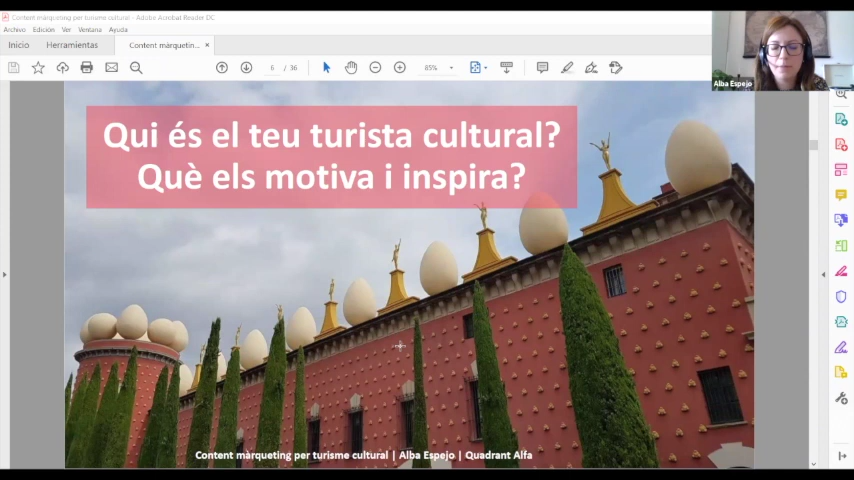 Content màrqueting per turisme cultural - Adobe Acrobat Reader DC
Archivo Edición Ver Ventana Ayuda
Inicio Herramientas Content màrquetin... ×
6 / 36 85%
Alba Espejo
Qui és el teu turista cultural?
Què els motiva i inspira?
Content màrqueting per turisme cultural | Alba Espejo | Quadrant Alfa